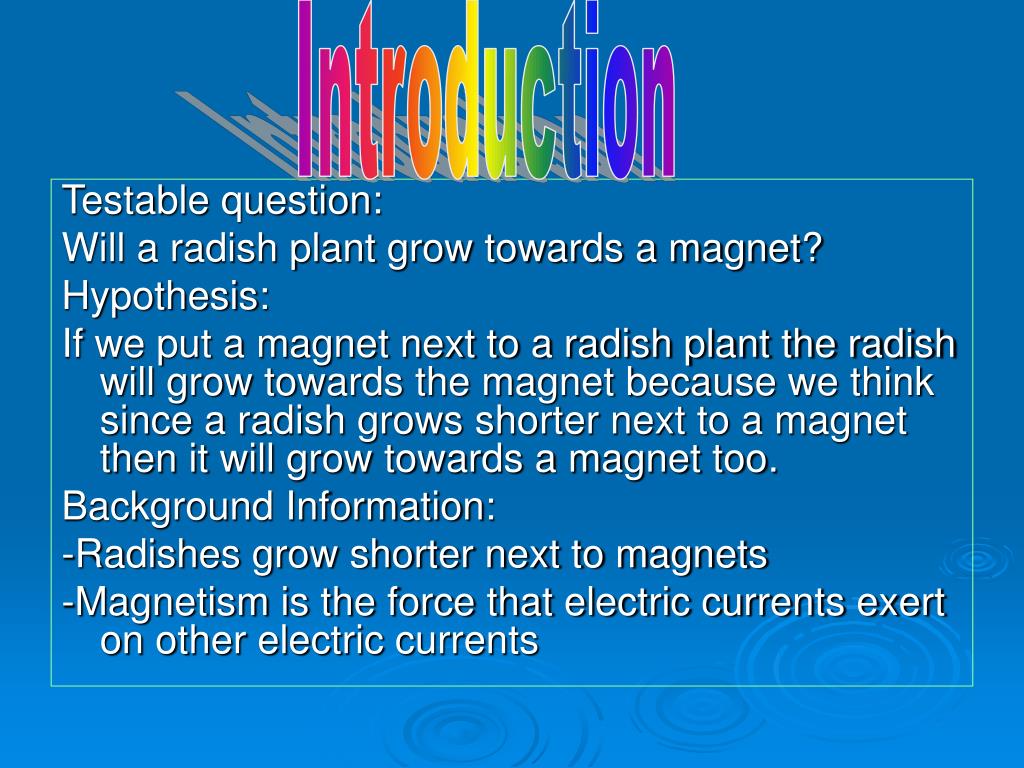 Introduction
Testable question:
Will a radish plant grow towards a magnet?
Hypothesis:
If we put a magnet next to a radish plant the radish
will grow towards the magnet because we think
since a radish grows shorter next to a magnet
then it will grow towards a magnet too.
Background Information:
-Radishes grow shorter next to magnets
-Magnetism is the force that electric currents exert
on other electric currents